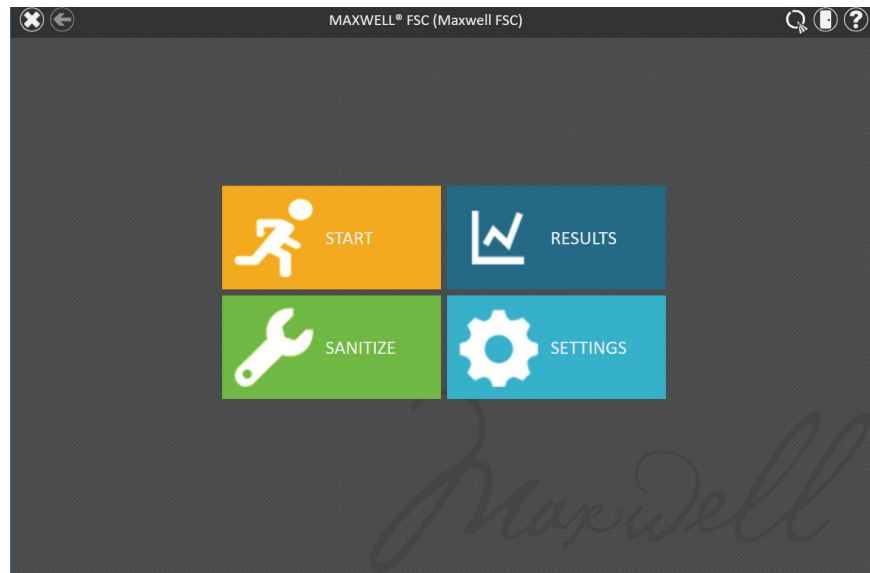 MAXWELL® FSC (Maxwell FSC)
START
RESULTS
SANITIZE
SETTINGS
Maxwell